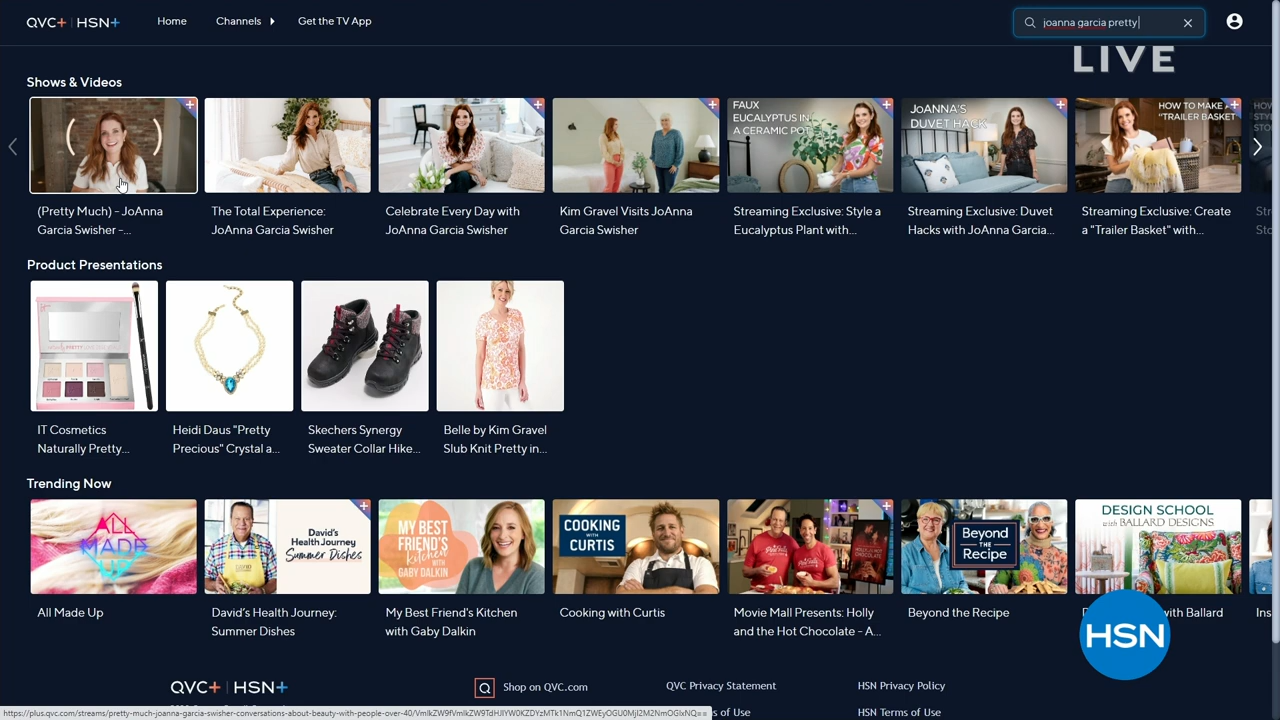 QVC+ | HSN+
Home
Channels
Get the TV App
joanna garcia pretty
LIVE
Shows & Videos
FAUX
EUCALYPTUS IN
A CERAMIC POT
JOANNA'S
DUVET HACK
HOW TO MAKE A
"TRAILER BASKET
(Pretty Much) - JoAnna
Garcia Swisher -...
The Total Experience:
JoAnna Garcia Swisher
Celebrate Every Day with
JoAnna Garcia Swisher
Kim Gravel Visits JoAnna
Garcia Swisher
Streaming Exclusive: Style a
Eucalyptus Plant with...
Streaming Exclusive: Duvet
Hacks with JoAnna Garcia...
Streaming Exclusive: Create
a "Trailer Basket" with...
Product Presentations
IT Cosmetics
Naturally Pretty...
Heidi Daus "Pretty
Precious" Crystal a...
Skechers Synergy
Sweater Collar Hike...
Belle by Kim Gravel
Slub Knit Pretty in...
Trending Now
ALL
MADE
UP
David's
Health Journey
Summer Dishes
MY BEST
FRIEND'S
Kitchen
WITH
GABY DALKIN
COOKING
WITH
CURTIS
Beyond
THE
Recipe
DESIGN SCHOOL
with BALLARD DESIGNS
All Made Up
David's Health Journey:
Summer Dishes
My Best Friend's Kitchen
with Gaby Dalkin
Cooking with Curtis
Movie Mall Presents: Holly
and the Hot Chocolate - A...
Beyond the Recipe
with Ballard
Ins
HSN
QVC+ | HSN+
Shop on QVC.com
QVC Privacy Statement
HSN Privacy Policy
s of Use
HSN Terms of Use